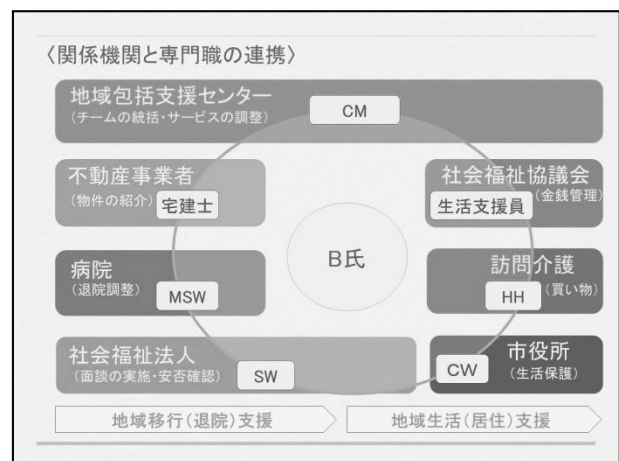 〈関係機関と専門職の連携〉
地域包括支援センター
(チームの統括・サービスの調整)
CM
不動産事業者
(物件の紹介)
宅建士
社会福祉協議会
(金銭管理)
生活支援員
B氏
病院
(退院調整)
MSW
訪問介護
(買い物)
HH
社会福祉法人
(面談の実施・安否確認)
SW
市役所
(生活保護)
CW
地域移行(退院)支援
地域生活(居住)支援